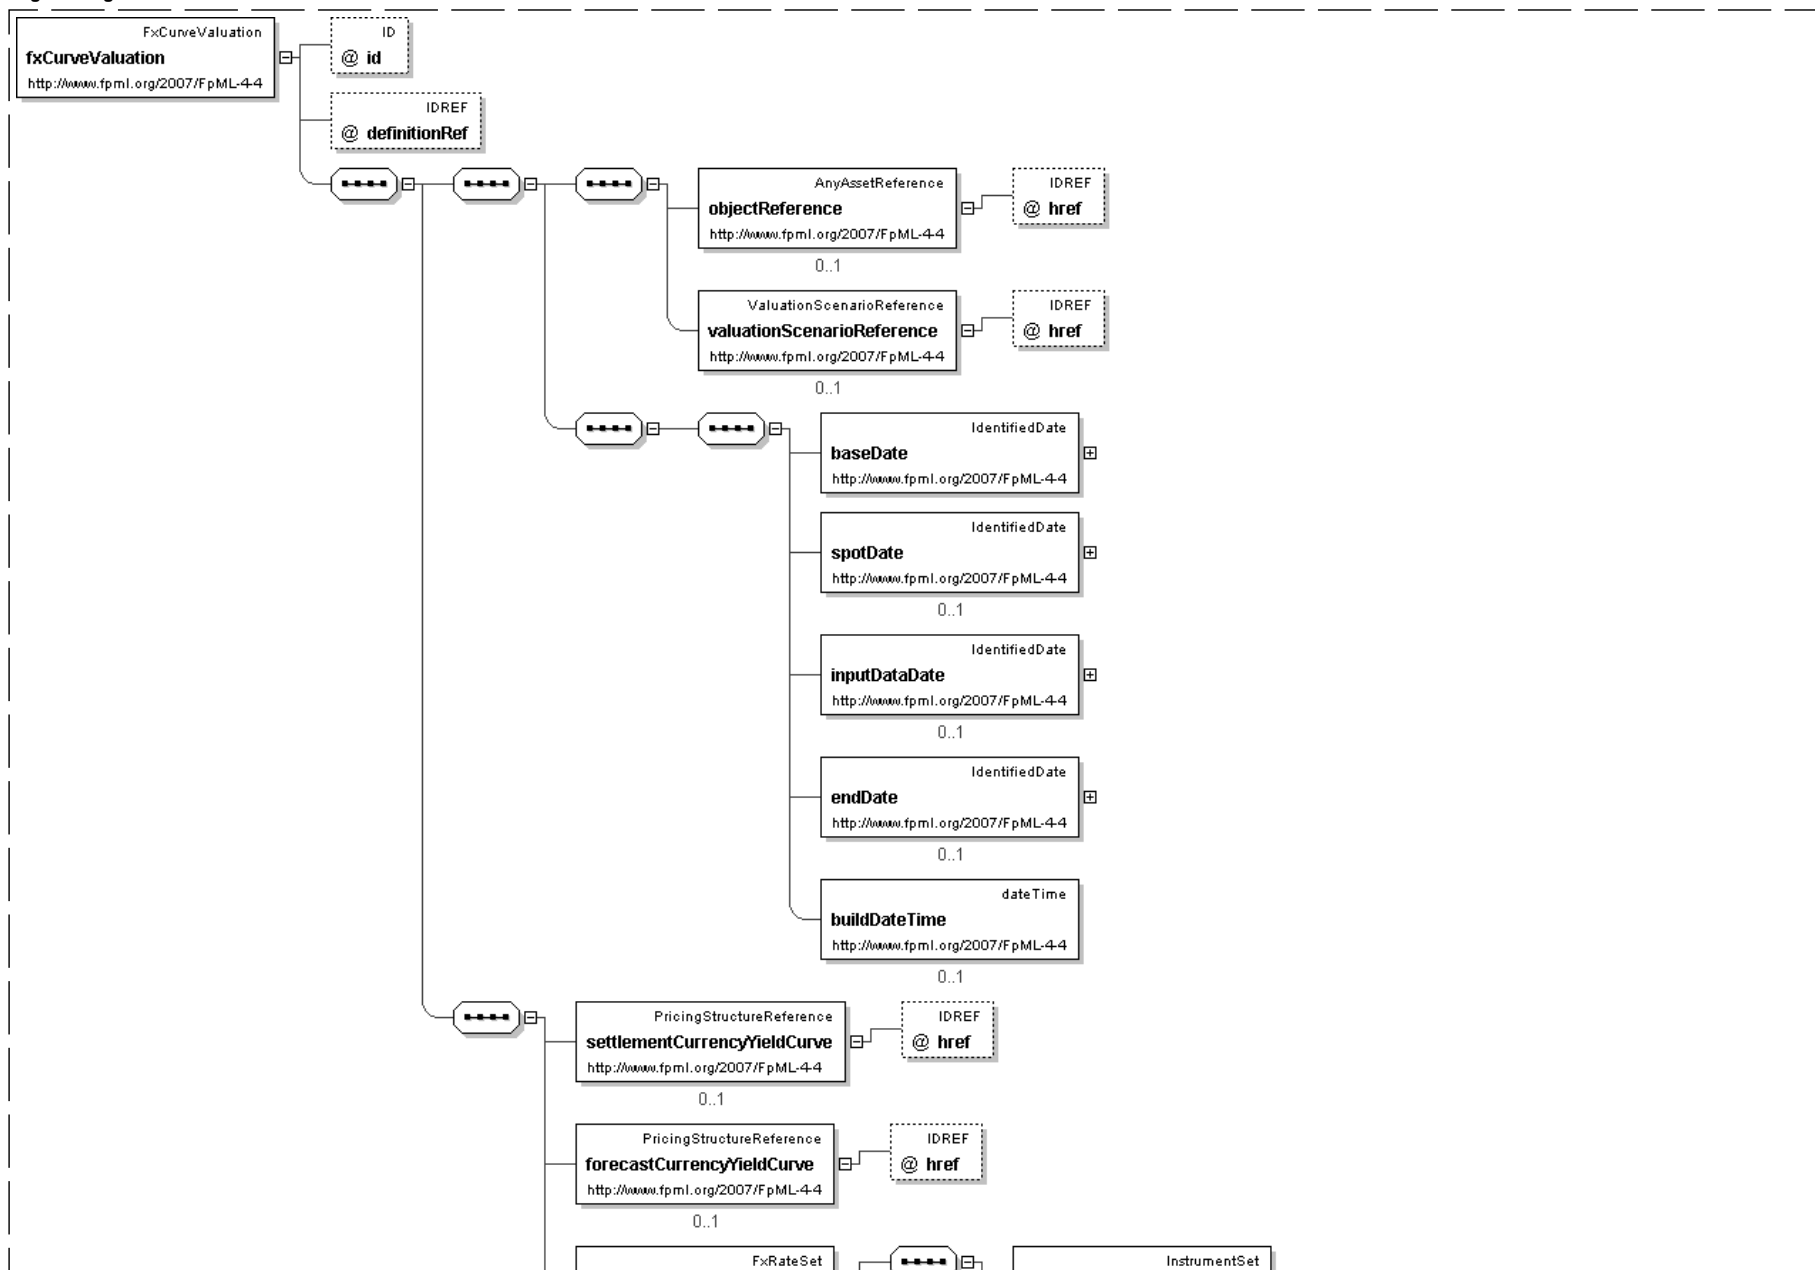 FxCurveValuation
fxCurveValuation
http://www.fpml.org/2007/FpML-4-4
ID
@ id
IDREF
@ definitionRef
AnyAssetReference
objectReference
http://www.fpml.org/2007/FpML-4-4
0..1
IDREF
@ href
ValuationScenarioReference
valuationScenarioReference
http://www.fpml.org/2007/FpML-4-4
0..1
IDREF
@ href
IdentifiedDate
baseDate
http://www.fpml.org/2007/FpML-4-4
IdentifiedDate
spotDate
http://www.fpml.org/2007/FpML-4-4
0..1
IdentifiedDate
inputDataDate
http://www.fpml.org/2007/FpML-4-4
0..1
IdentifiedDate
endDate
http://www.fpml.org/2007/FpML-4-4
0..1
dateTime
buildDateTime
http://www.fpml.org/2007/FpML-4-4
0..1
PricingStructureReference
settlementCurrencyYieldCurve
http://www.fpml.org/2007/FpML-4-4
0..1
IDREF
@ href
PricingStructureReference
forecastCurrencyYieldCurve
http://www.fpml.org/2007/FpML-4-4
0..1
IDREF
@ href
FxRateSet
InstrumentSet